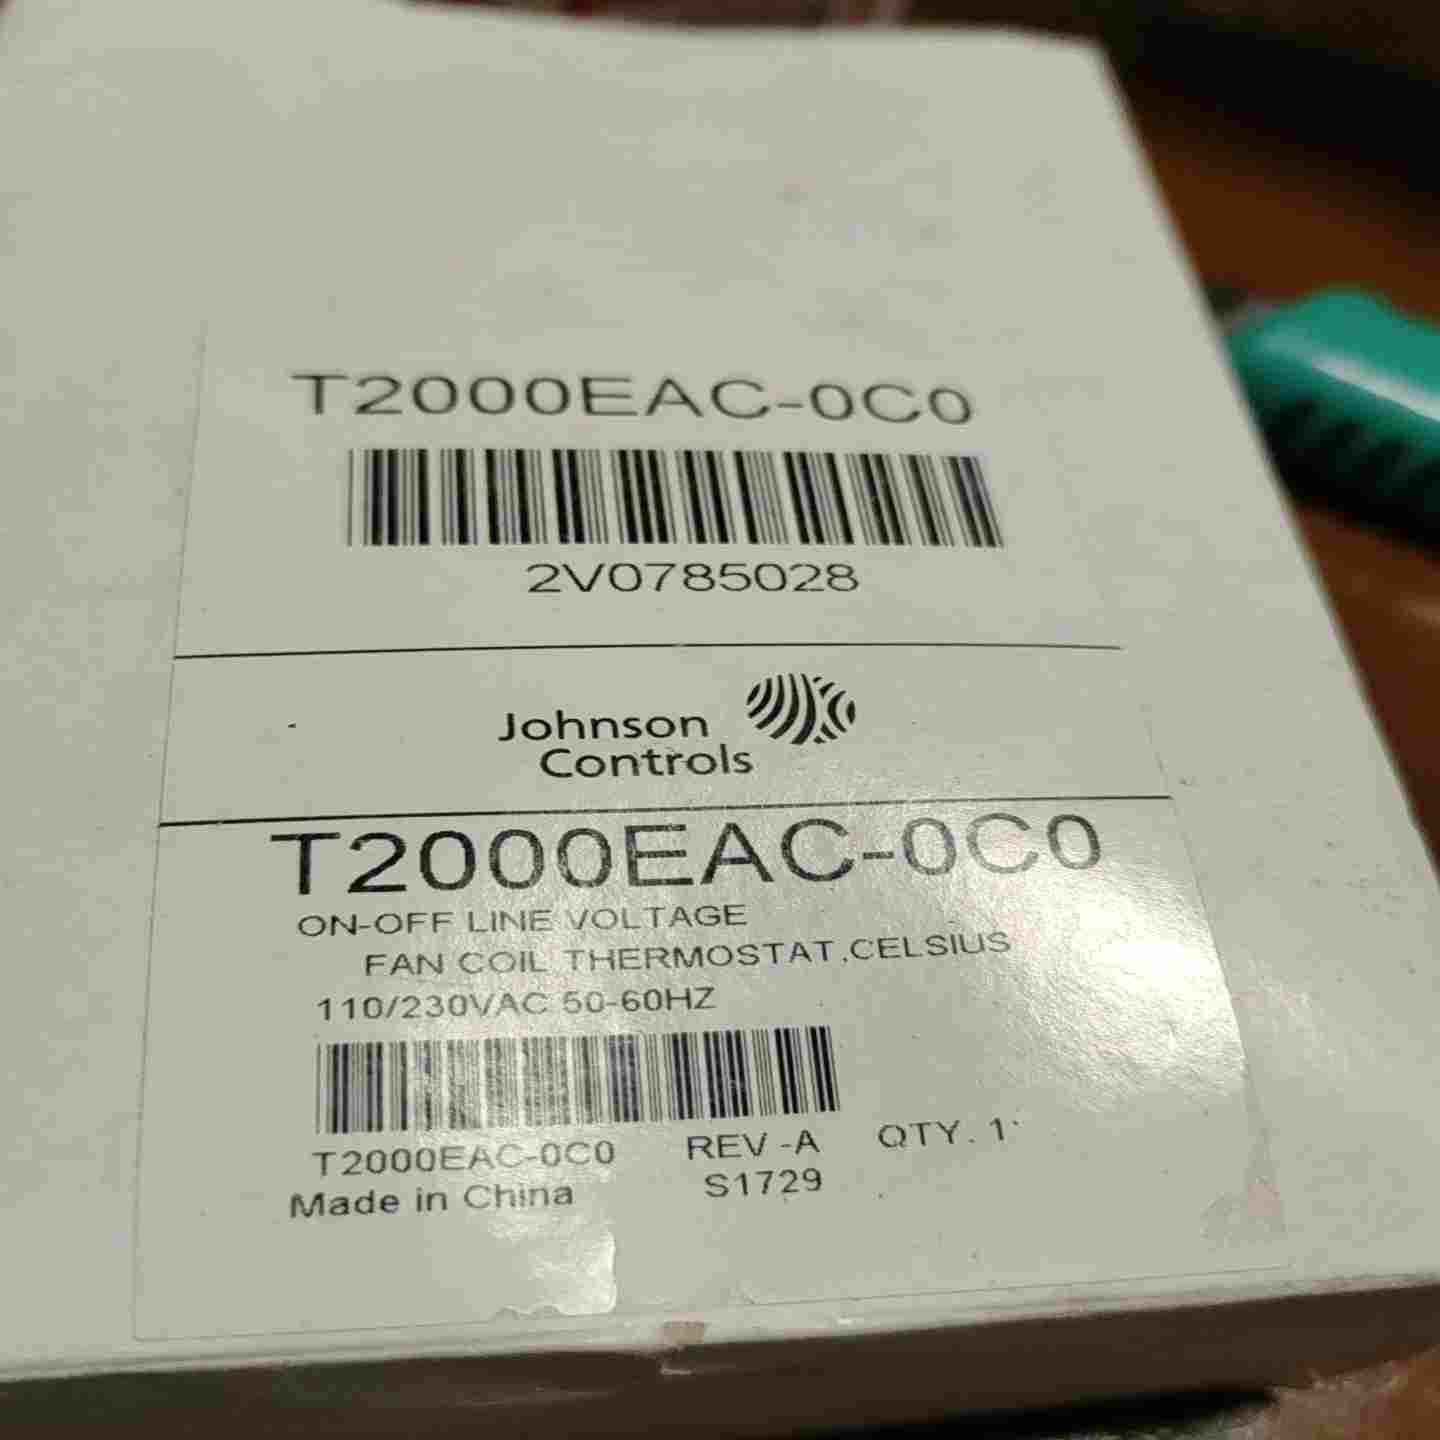 T2000EAC-0C0
2V0785028
Johnson
Controls
T2000EAC-0C0
ON-OFF LINE VOLTAGE
FAN COIL THERMOSTAT,CELSIUS
110/230VAC 50-60HZ
T2000EAC-0C0 REV -A QTY. 1
Made in China S1729